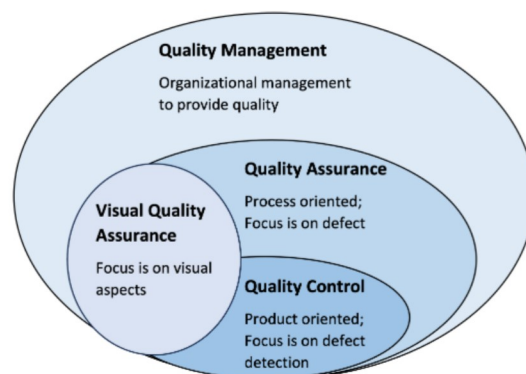 Quality Management
Organizational management
to provide quality
Quality Assurance
Process oriented;
Focus is on defect
Visual Quality
Assurance
Focus is on visual
aspects
Quality Control
Product oriented;
Focus is on defect
detection